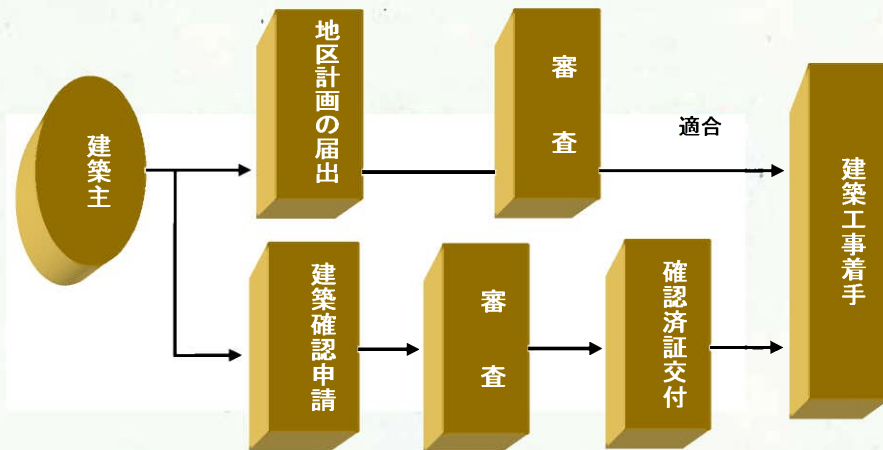 建築主
地区計画の届出
審査
適合
建築確認申請
審査
確認済証交付
建築工事着手